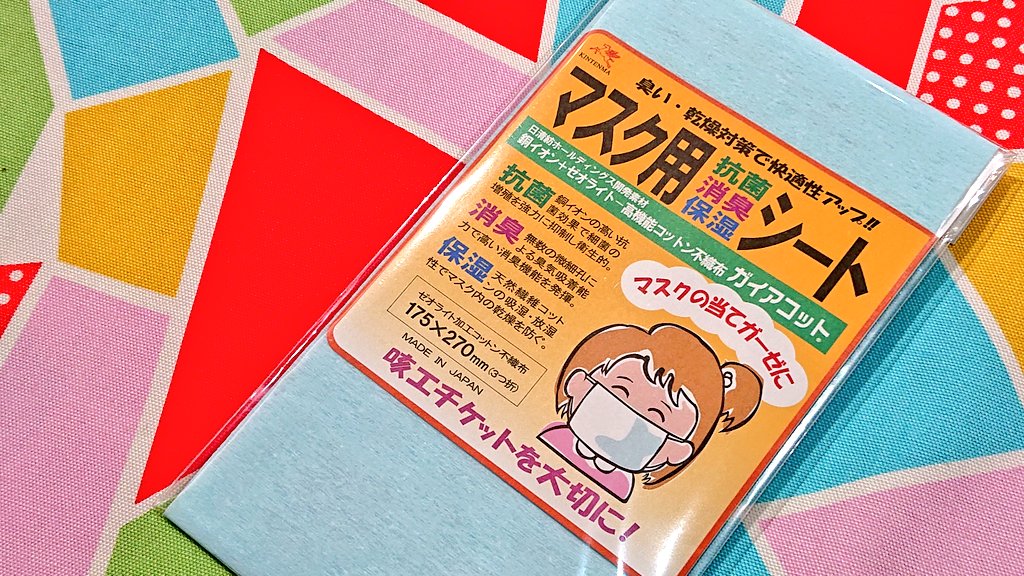 KINTENMA
臭い・乾燥対策で快適性アップ!!
マスク用抗菌消臭保湿シート
日清紡ホールディングス開発素材
銅イオン+ゼオライト 高機能コットン不織布 ガイアコット®
抗菌 銅イオンの高い抗
菌効果で細菌の
増殖を強力に抑制し衛生的。
消臭 無数の微細孔に
よる臭気吸着能
力で高い消臭機能を発揮。
保湿 天然繊維コット
ンの吸湿・放湿
性でマスク内の乾燥を防ぐ。
ゼオライト加工コットン不織布
175×270mm(3つ折)
MADE IN JAPAN
マスクの当てガーゼに
咳エチケットを大切に!